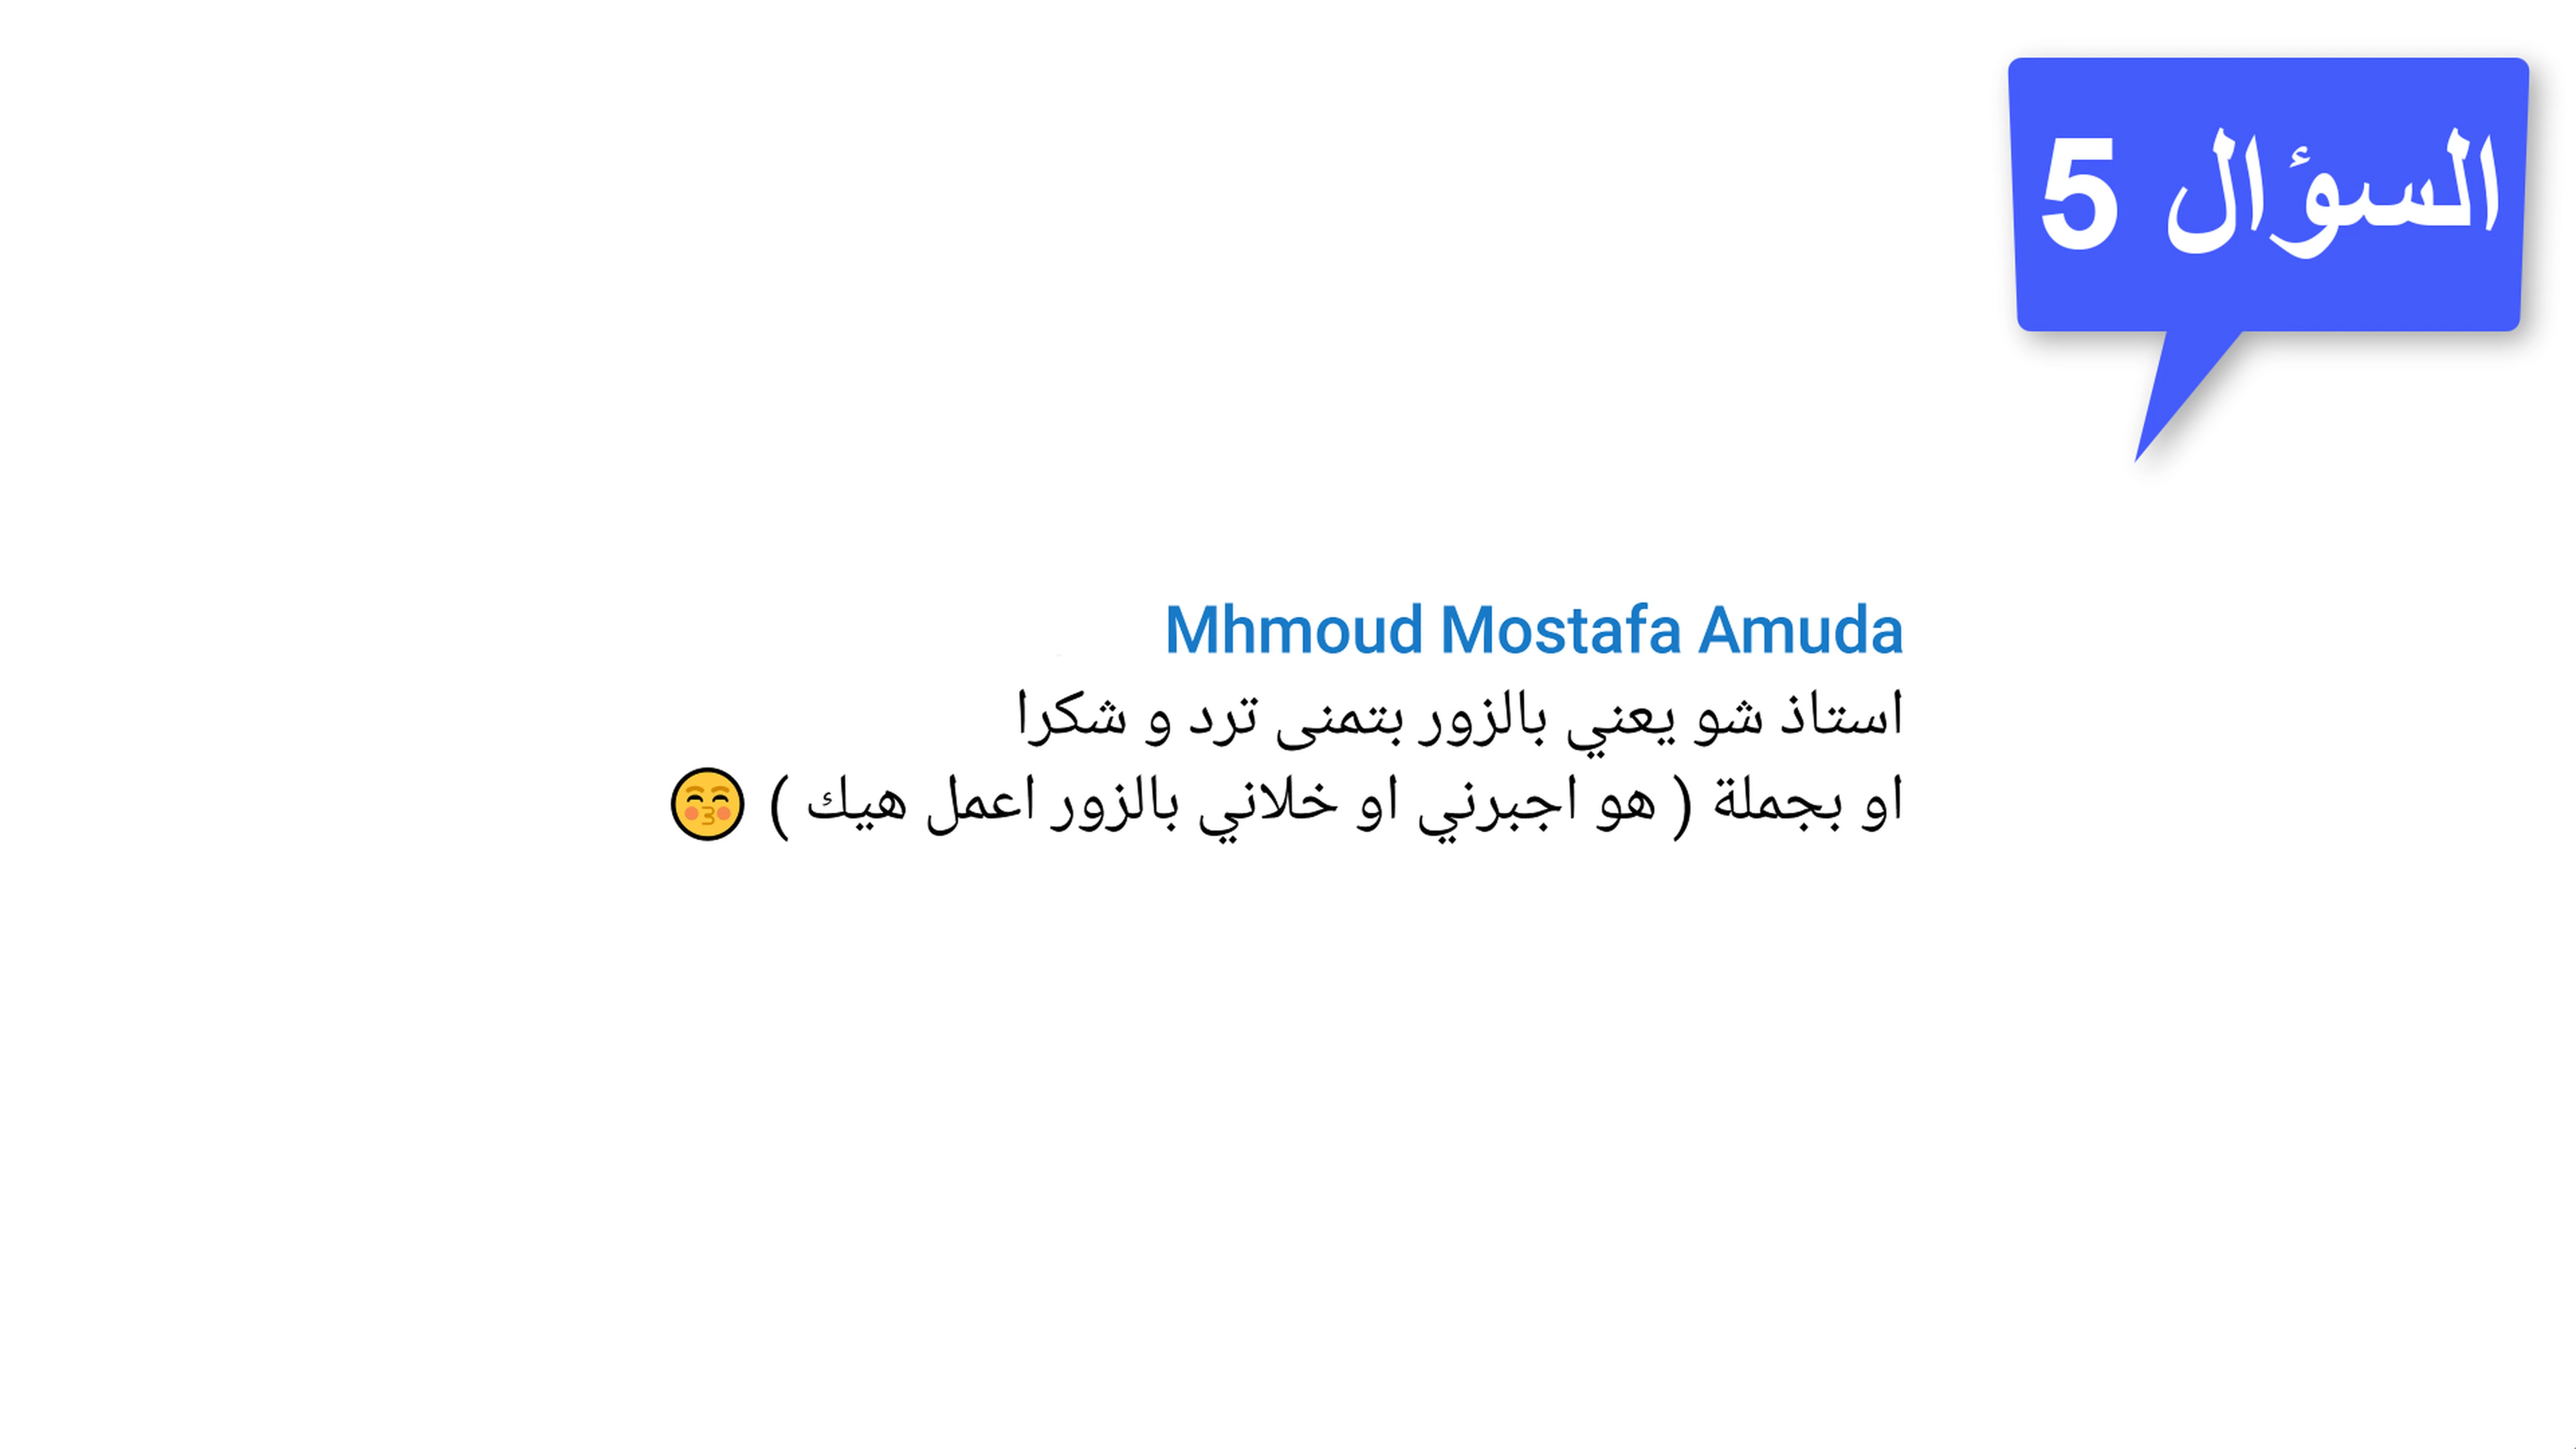 السؤال 5
Mhmoud Mostafa Amuda
استاذ شو يعني بالزور بتمنى ترد و شكرا
او بجملة ( هو اجبرني او خلاني بالزور اعمل هيك ) 😚